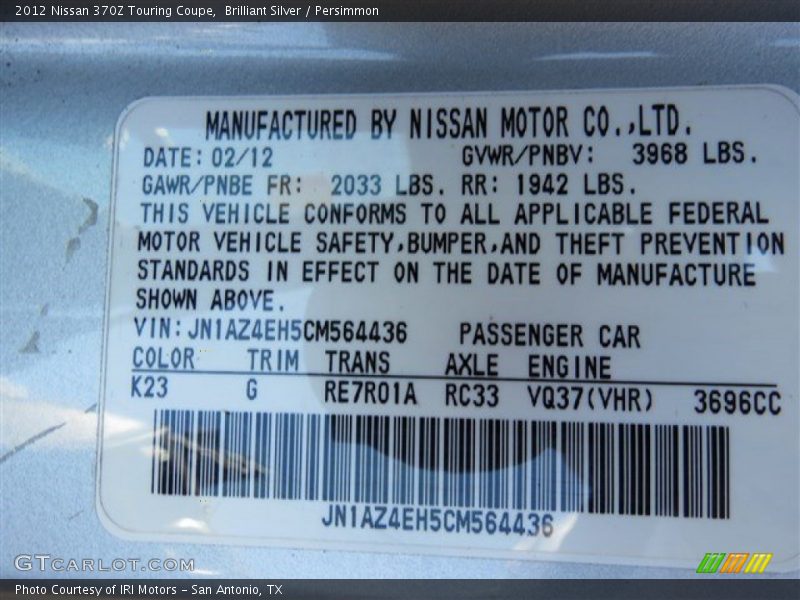 2012 Nissan 370Z Touring Coupe,  Brilliant Silver / Persimmon
MANUFACTURED BY NISSAN MOTOR CO.,LTD.
DATE: 02/12 GVWR/PNBV: 3968 LBS.
GAWR/PNBE FR: 2033 LBS. RR: 1942 LBS.
THIS VEHICLE CONFORMS TO ALL APPLICABLE FEDERAL
MOTOR VEHICLE SAFETY,BUMPER,AND THEFT PREVENTION
STANDARDS IN EFFECT ON THE DATE OF MANUFACTURE
SHOWN ABOVE.
VIN: JN1AZ4EH5CM564436 PASSENGER CAR
COLOR TRIM TRANS AXLE ENGINE
K23 G RE7R01A RC33 VQ37(VHR) 3696CC
JN1AZ4EH5CM564436
GTCARLOT.COM
Photo Courtesy of IRI Motors – San Antonio, TX